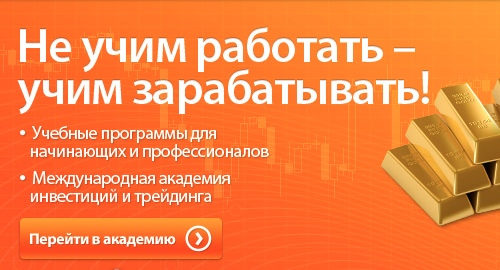 Не учим работать –
учим зарабатывать!
• Учебные программы для
начинающих и профессионалов
• Международная академия
инвестиций и трейдинга
Перейти в академию